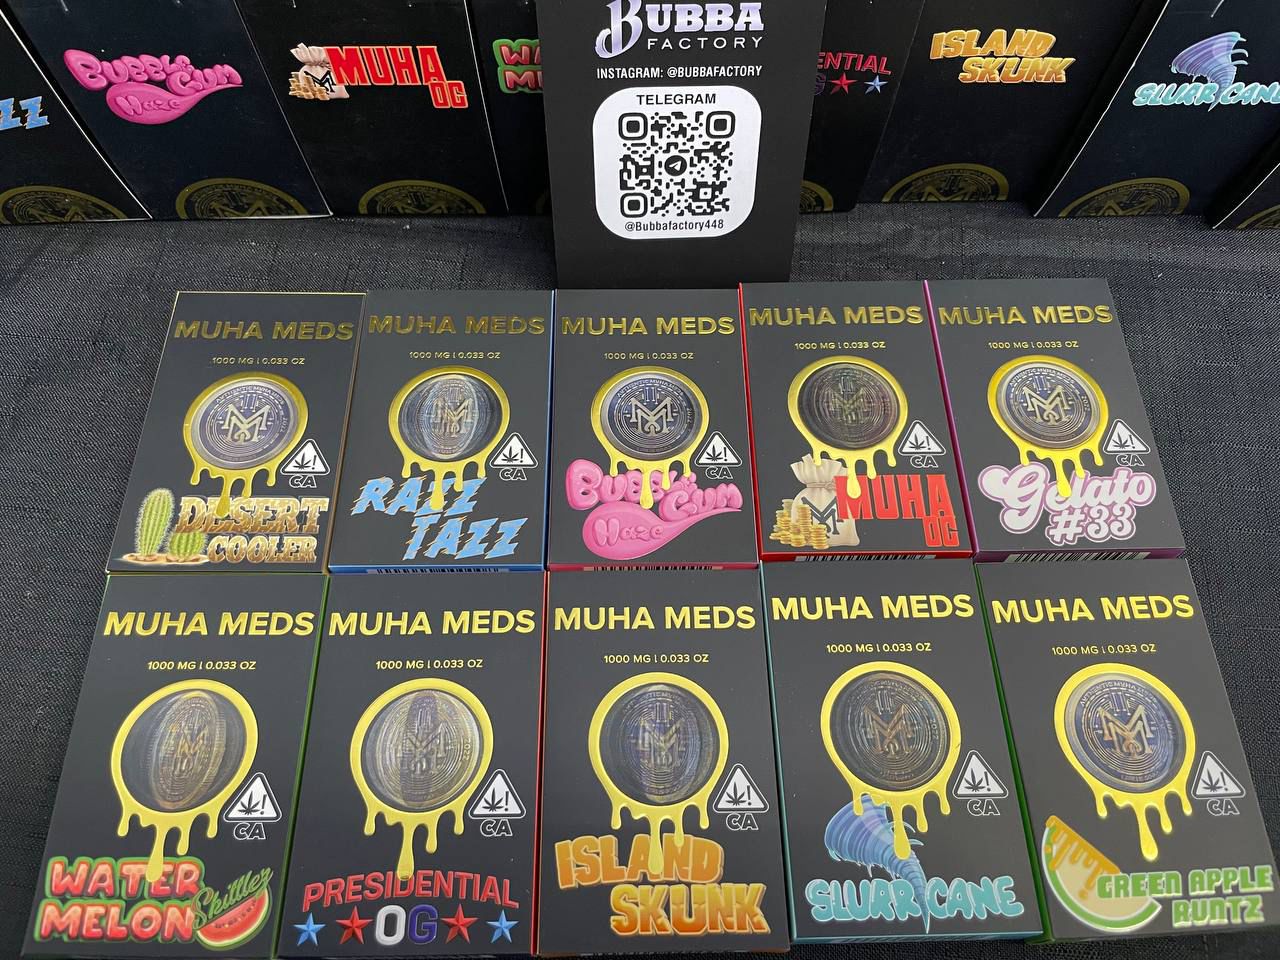 BUBBA
FACTORY
INSTAGRAM: @BUBBAFACTORY
TELEGRAM
@Bubbafactory448
BUBBLE GUM
Haze
MUHA
OG
ISLAND
SKUNK
SLURRICANE
MUHA MEDS
1000 MG | 0.033 OZ
CA
DESERT
COOLER
MUHA MEDS
1000 MG | 0.033 OZ
CA
RAZZ
TAZZ
MUHA MEDS
1000 MG | 0.033 OZ
CA
BUBBLE GUM
Haze
MUHA MEDS
1000 MG | 0.033 OZ
CA
MUHA
OG
MUHA MEDS
1000 MG | 0.033 OZ
CA
Gelato
#33
MUHA MEDS
1000 MG | 0.033 OZ
CA
WATER
MELON
Skittlez
MUHA MEDS
1000 MG | 0.033 OZ
CA
PRESIDENTIAL
OG
MUHA MEDS
1000 MG | 0.033 OZ
CA
ISLAND
SKUNK
MUHA MEDS
1000 MG | 0.033 OZ
CA
SLURRICANE
MUHA MEDS
1000 MG | 0.033 OZ
CA
GREEN APPLE
RUNTZ